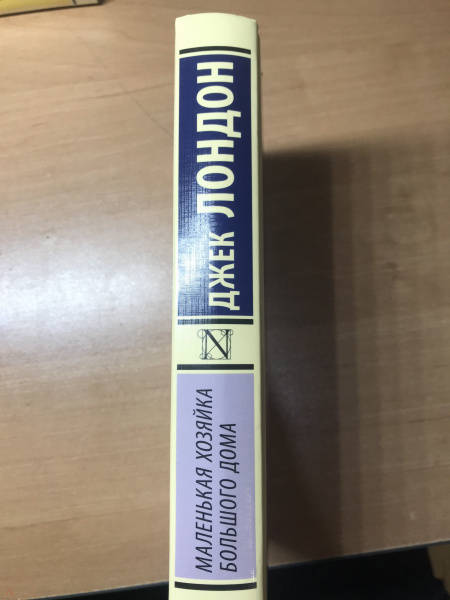 ДЖЕК ЛОНДОН
N
МАЛЕНЬКАЯ ХОЗЯЙКА
БОЛЬШОГО ДОМА